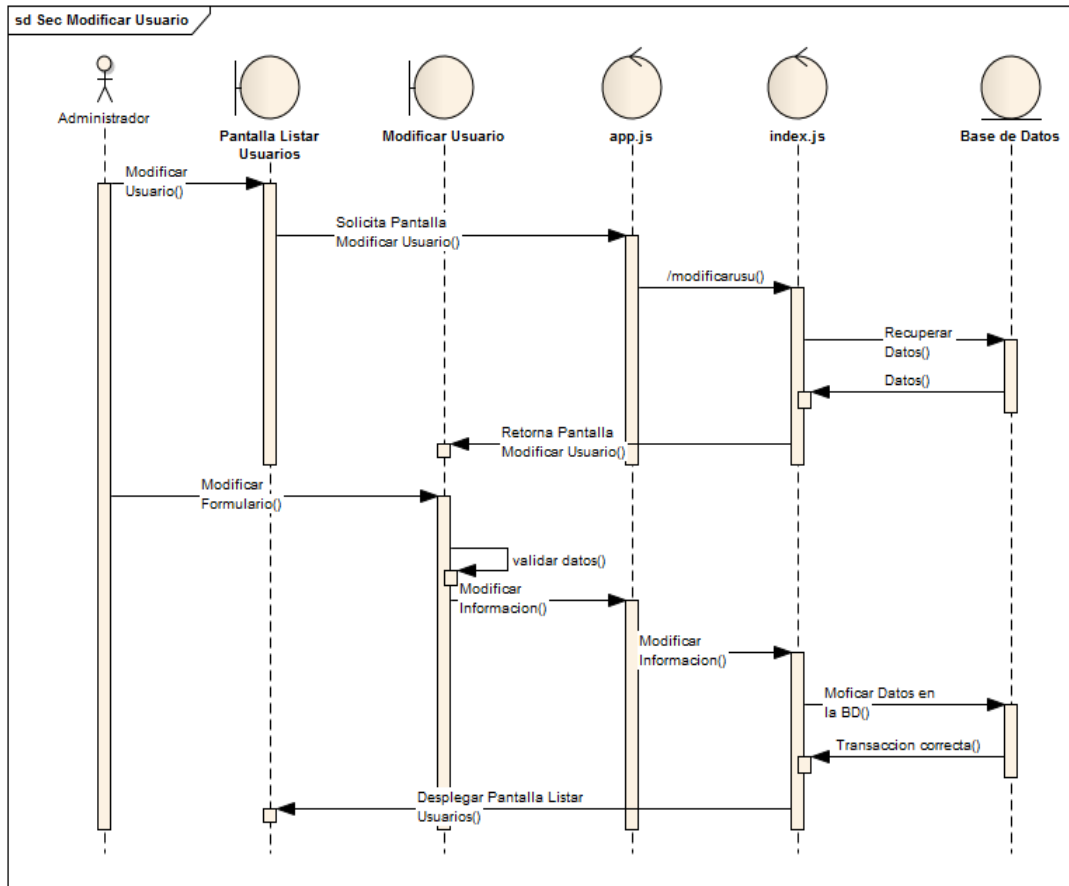 sd Sec Modificar Usuario
Administrador
Pantalla Listar
Usuarios
Modificar Usuario
app.js
index.js
Base de Datos
Modificar
Usuario()
Solicita Pantalla
Modificar Usuario()
/modificarusu()
Recuperar
Datos()
Datos()
Retorna Pantalla
Modificar Usuario()
Modificar
Formulario()
validar datos()
Modificar
Informacion()
Modificar
Informacion()
Moficar Datos en
la BD()
Transaccion correcta()
Desplegar Pantalla Listar
Usuarios()